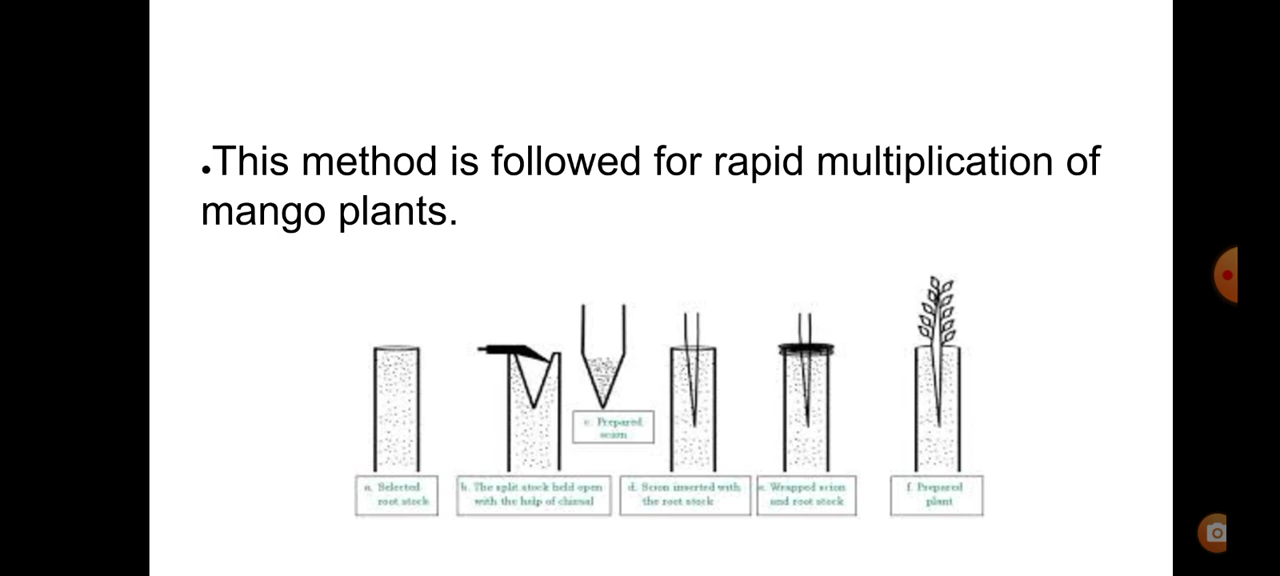 .This method is followed for rapid multiplication of
mango plants.
c. Prepared
scion
a. Selected
root stock
b. The split stock held open
with the help of chissal
d. Scion inserted with
the root stock
e. Wrapped scion
and root stock
f. Prepared
plant